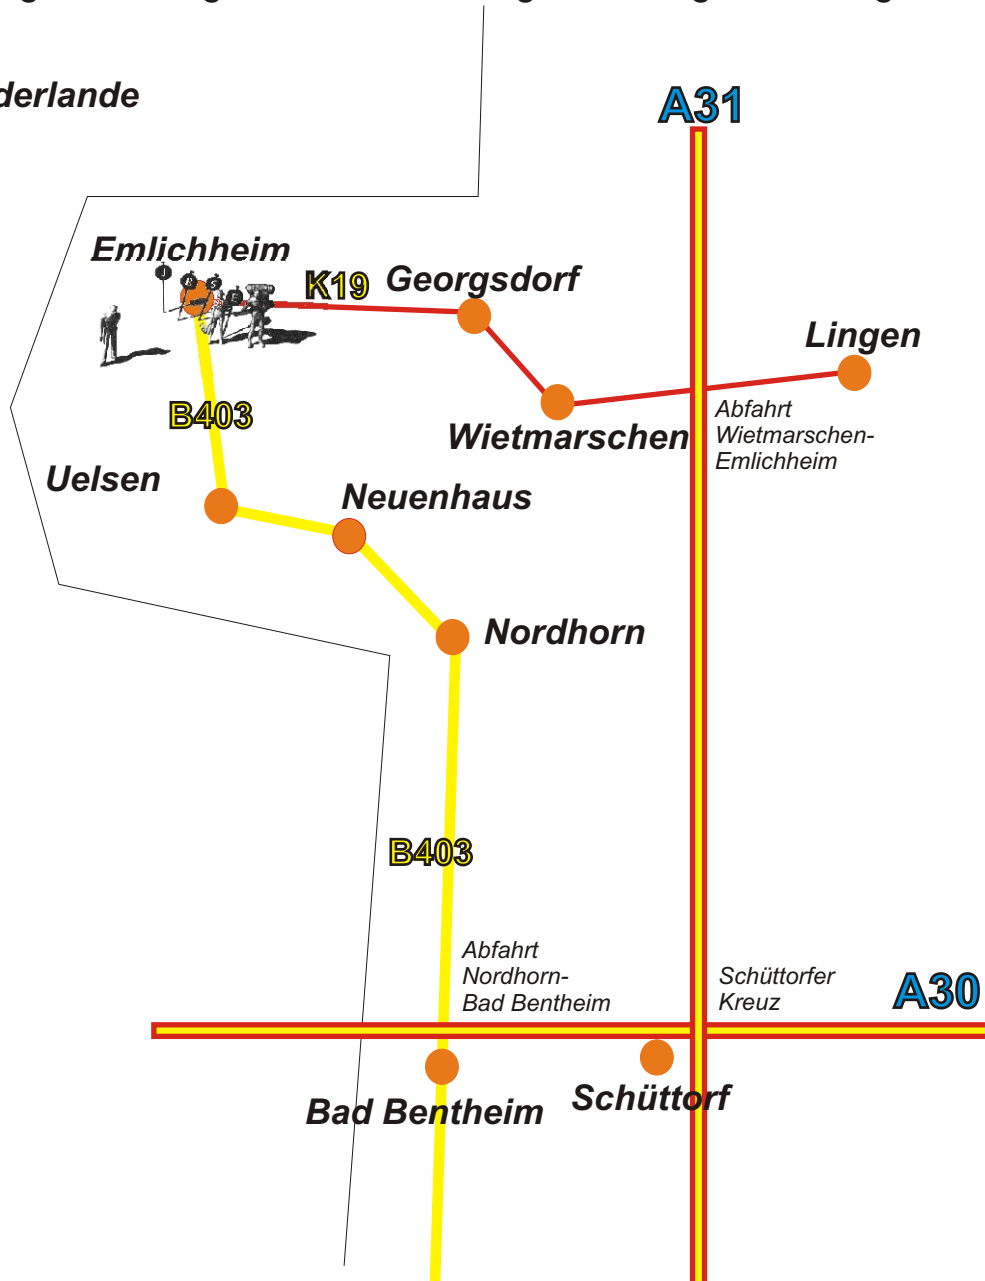 derlande
A31
Emlichheim
K19
Georgsdorf
Lingen
B403
Abfahrt
Wietmarschen-
Emlichheim
Wietmarschen
Uelsen
Neuenhaus
Nordhorn
B403
Abfahrt
Nordhorn-
Bad Bentheim
Schüttorfer
Kreuz
A30
Bad Bentheim
Schüttorf